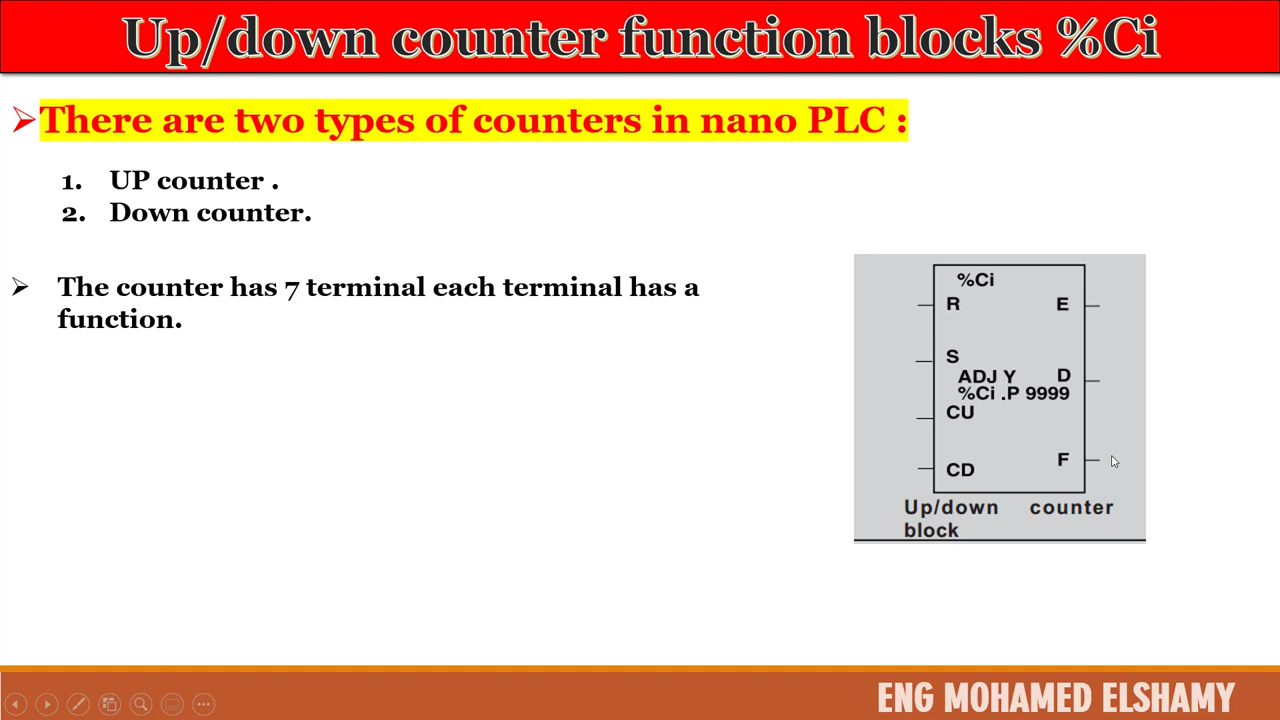 Up/down counter function blocks %Ci
There are two types of counters in nano PLC :
1. UP counter .
2. Down counter.
The counter has 7 terminal each terminal has a
function.
%Ci
R E
S
ADJ Y D
%Ci .P 9999
CU
F
CD
Up/down counter
block
ENG MOHAMED ELSHAMY